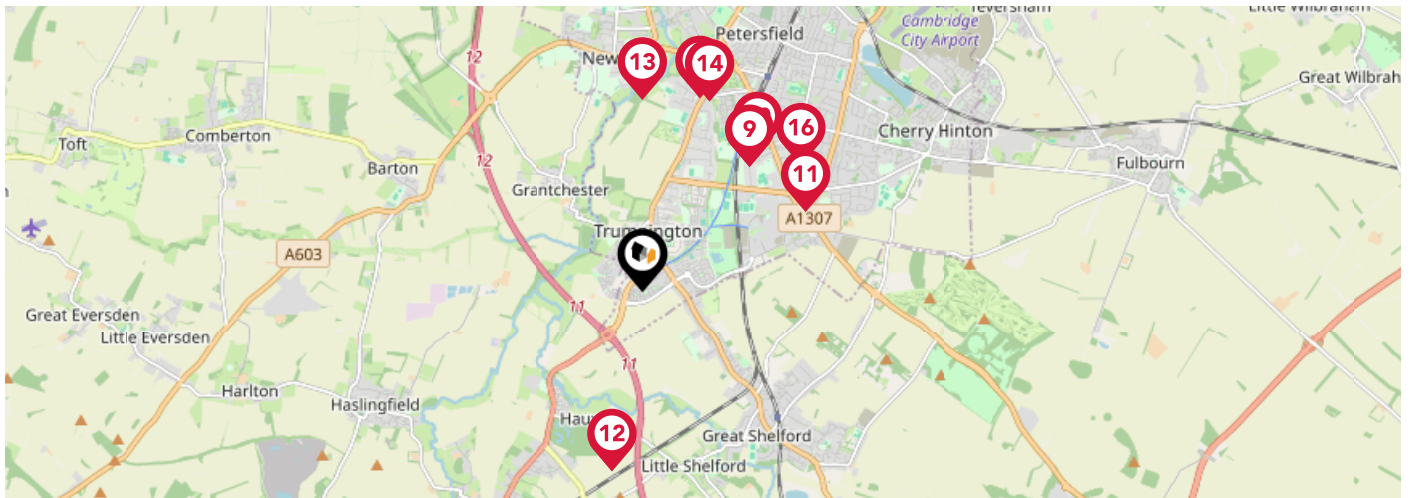 Teversham
Little Wilbraham
Cambridge
City Airport
Petersfield
12
New
13
14
Great Wilbrah
9
16
Cherry Hinton
Comberton
Toft
12
Barton
Fulbourn
11
Grantchester
A1307
Trumpington
A603
11
Great Eversden
Little Eversden
11
Harlton
Haslingfield
Hau
12
Great Shelford
Little Shelford